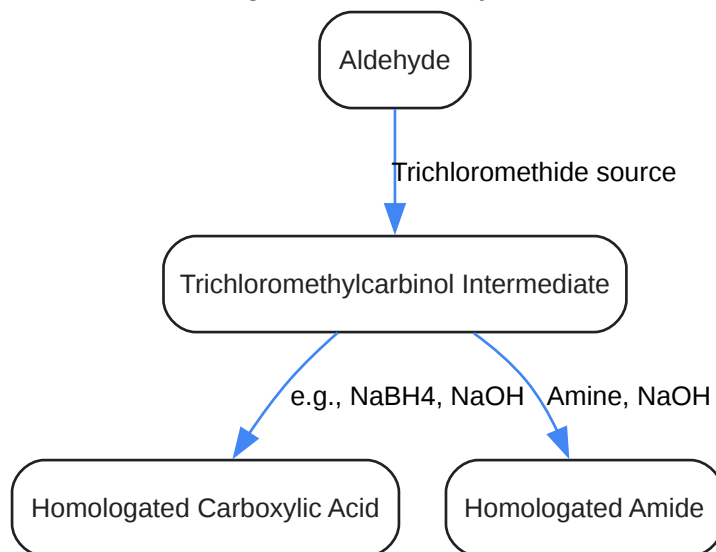 Aldehyde
Trichloromethide source
Trichloromethylcarbinol Intermediate
e.g., NaBH4, NaOH
Amine, NaOH
Homologated Carboxylic Acid
Homologated Amide